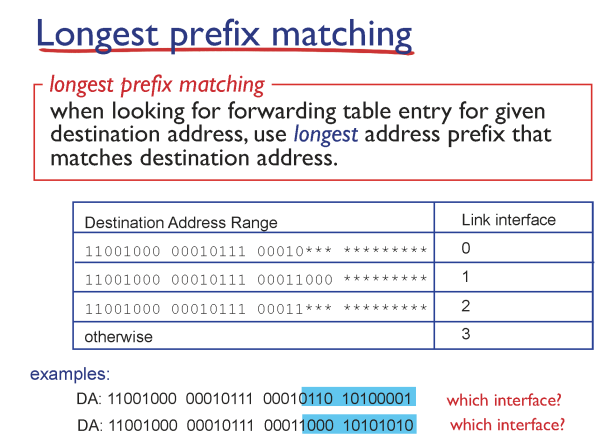 Longest prefix matching
longest prefix matching
when looking for forwarding table entry for given
destination address, use longest address prefix that
matches destination address.
Destination Address Range Link interface
11001000 00010111 00010*** ********* 0
11001000 00010111 00011000 ********* 1
11001000 00010111 00011*** ********* 2
otherwise 3
examples:
DA: 11001000 00010111 00010110 10100001 which interface?
DA: 11001000 00010111 00011000 10101010 which interface?